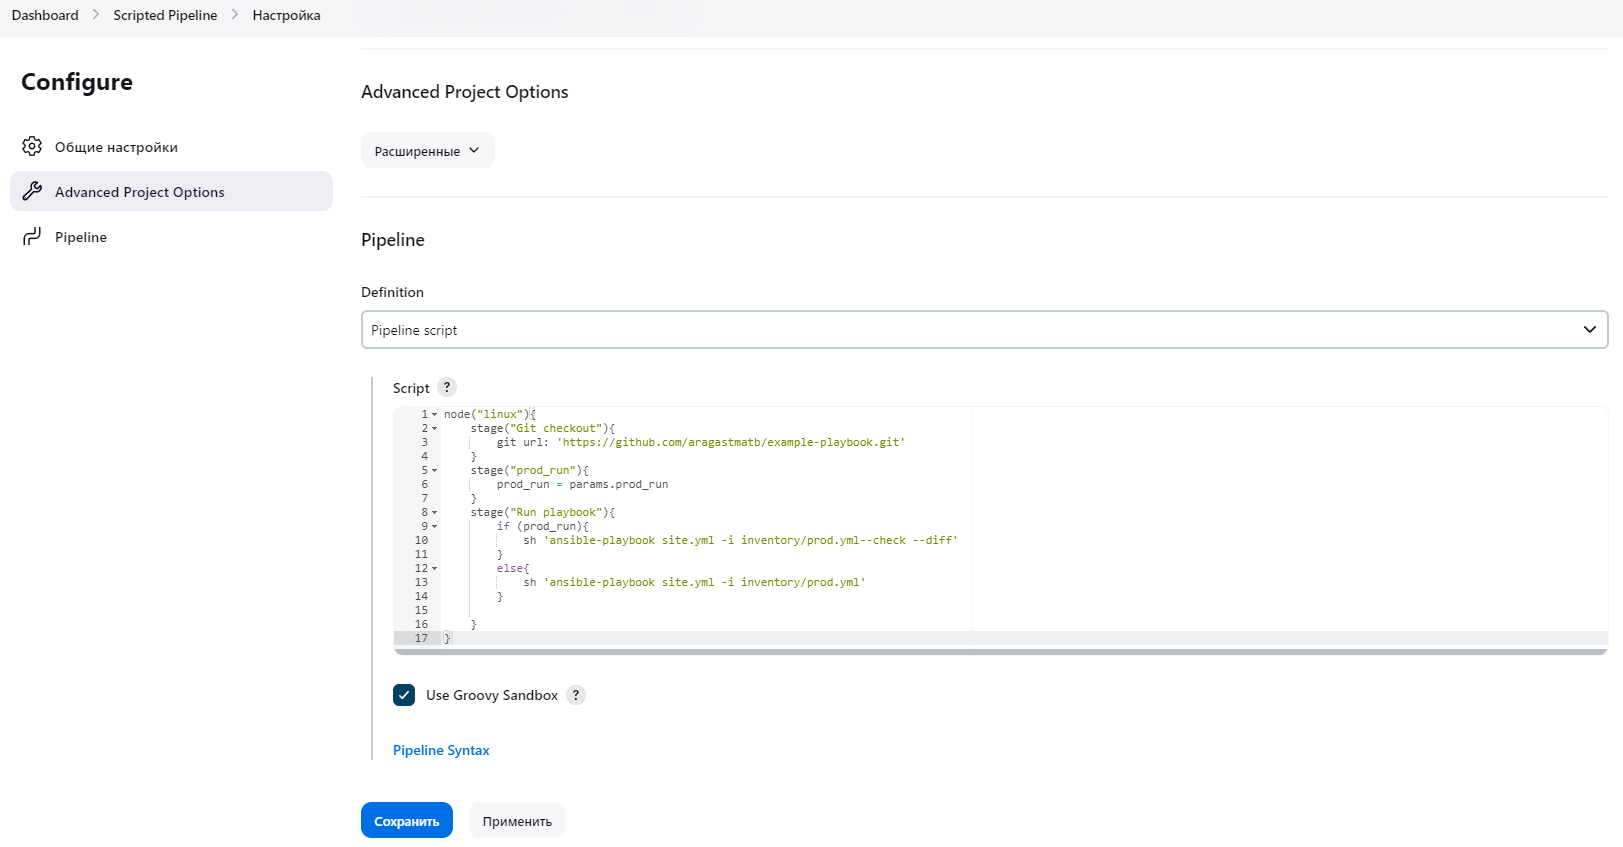 Dashboard > Scripted Pipeline > Настройка
Configure
Общие настройки
Advanced Project Options
Pipeline
Advanced Project Options
Расширенные
Pipeline
Definition
Pipeline script
Script ?
1 node("linux"){
2     stage("Git checkout"){
3         git url: 'https://github.com/aragastmatb/example-playbook.git'
4     }
5     stage("prod_run"){
6         prod_run = params.prod_run
7     }
8     stage("Run playbook"){
9         if (prod_run){
10             sh 'ansible-playbook site.yml -i inventory/prod.yml--check --diff'
11         }
12         else{
13             sh 'ansible-playbook site.yml -i inventory/prod.yml'
14         }
15
16     }
17 }
Use Groovy Sandbox ?
Pipeline Syntax
Сохранить
Применить